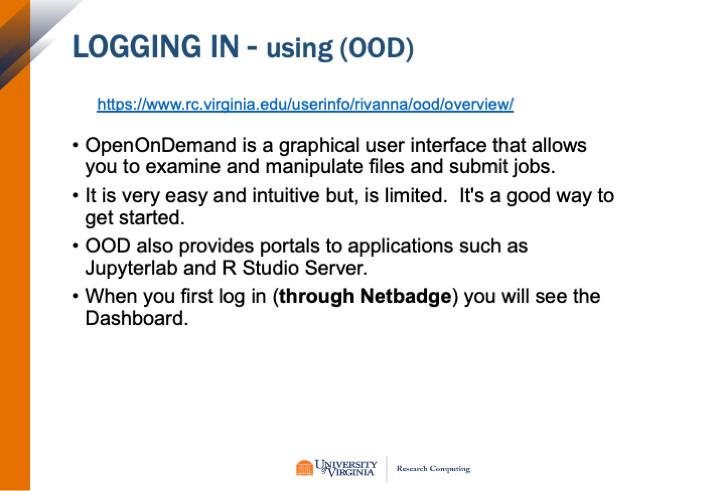 LOGGING IN - using (OOD)
https://www.rc.virginia.edu/userinfo/rivanna/ood/overview/
• OpenOnDemand is a graphical user interface that allows
you to examine and manipulate files and submit jobs.
• It is very easy and intuitive but, is limited.  It's a good way to
get started.
• OOD also provides portals to applications such as
Jupyterlab and R Studio Server.
• When you first log in (through Netbadge) you will see the
Dashboard.
UNIVERSITY
of VIRGINIA
Research Computing